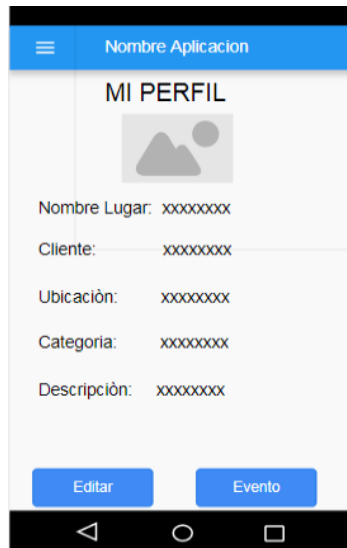 Nombre Aplicacion
MI PERFIL
Nombre Lugar: xxxxxxxx
Cliente: xxxxxxxx
Ubicaciòn: xxxxxxxx
Categoria: xxxxxxxx
Descripciòn: xxxxxxxx
Editar Evento